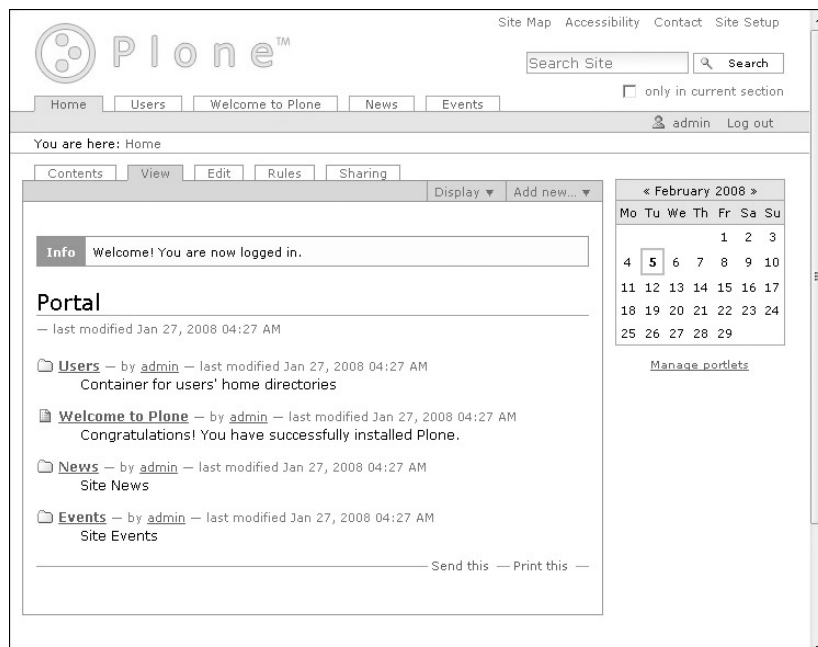 Site Map Accessibility Contact Site Setup
Plone™
Search Site Search
only in current section
Home Users Welcome to Plone News Events
admin Log out
You are here: Home
Contents View Edit Rules Sharing
Display ▼ Add new... ▼
Info Welcome! You are now logged in.
Portal
— last modified Jan 27, 2008 04:27 AM
Users — by admin — last modified Jan 27, 2008 04:27 AM
Container for users' home directories
Welcome to Plone — by admin — last modified Jan 27, 2008 04:27 AM
Congratulations! You have successfully installed Plone.
News — by admin — last modified Jan 27, 2008 04:27 AM
Site News
Events — by admin — last modified Jan 27, 2008 04:27 AM
Site Events
Send this — Print this —
« February 2008 »
Mo Tu We Th Fr Sa Su
1 2 3
4 5 6 7 8 9 10
11 12 13 14 15 16 17
18 19 20 21 22 23 24
25 26 27 28 29
Manage portlets